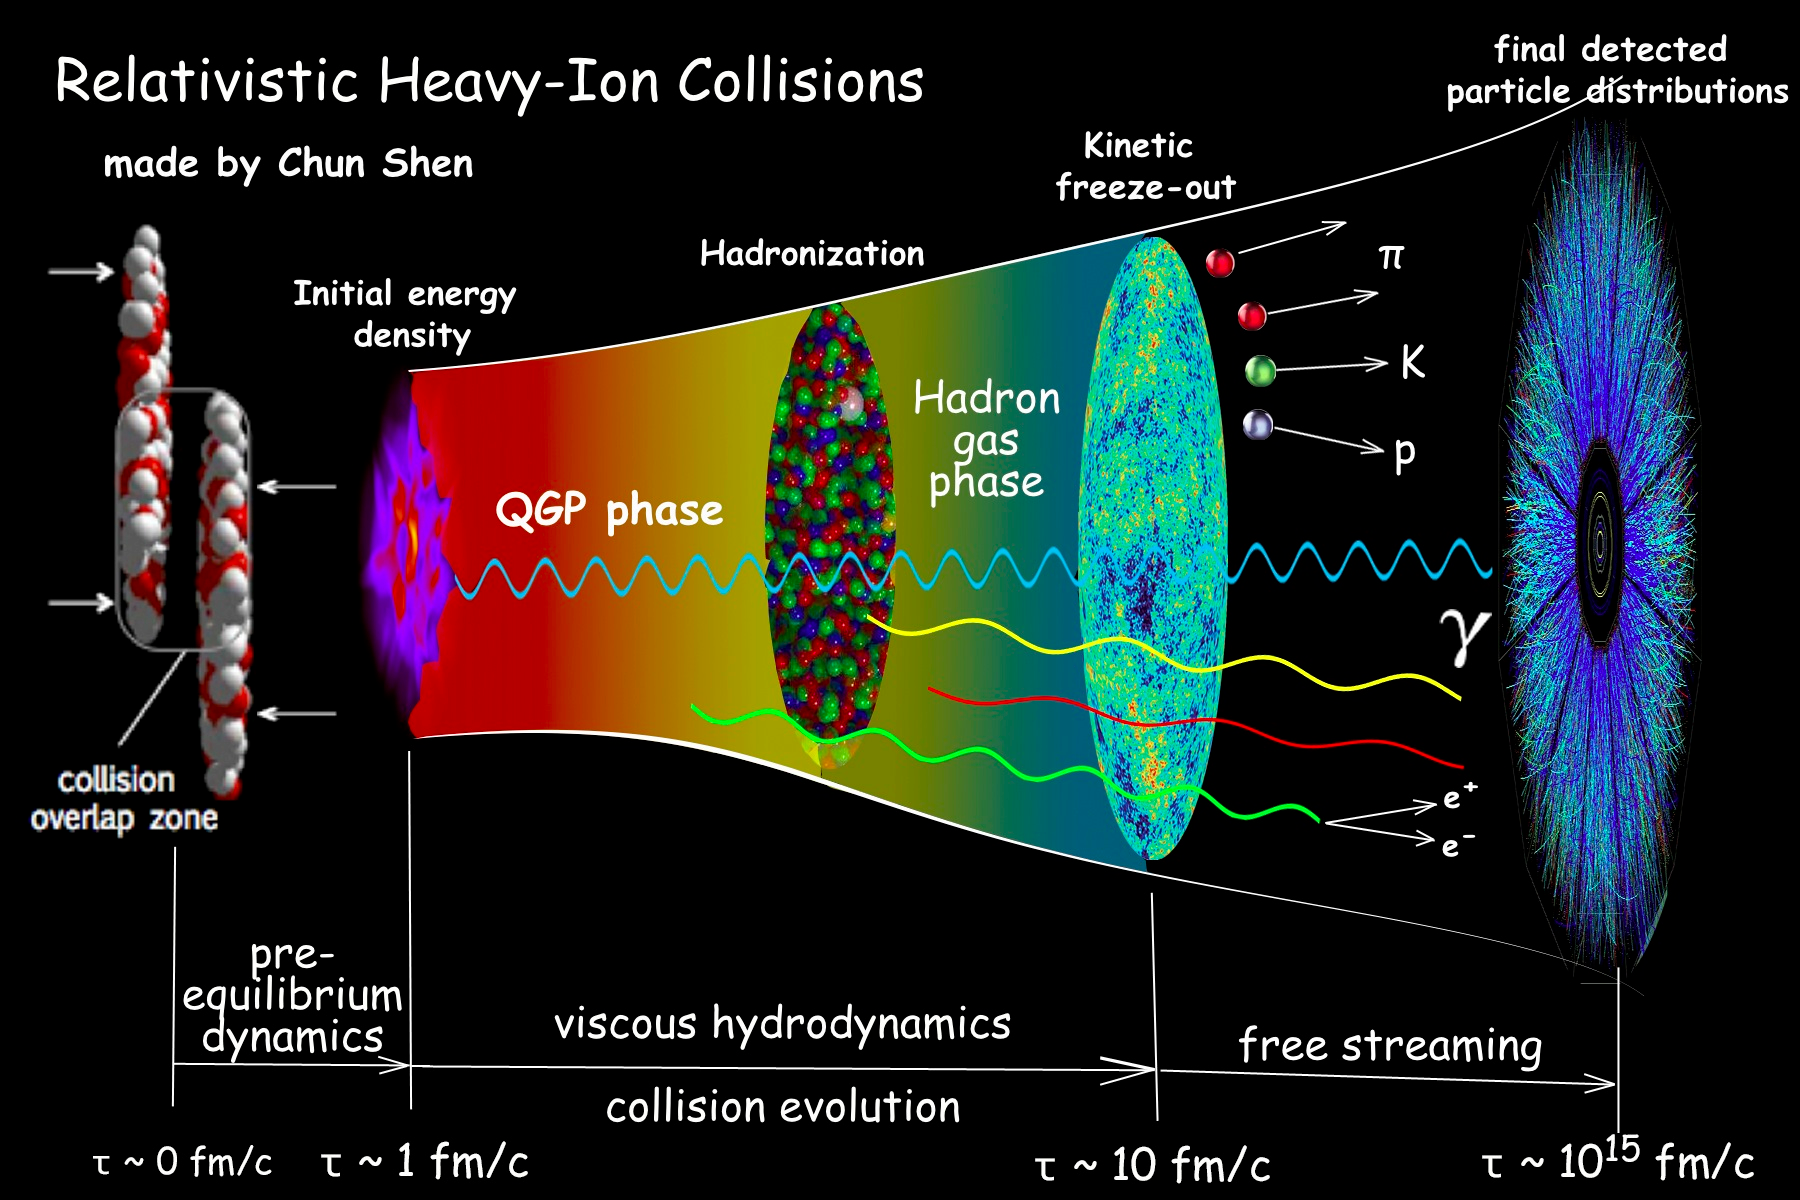 Relativistic Heavy-Ion Collisions
made by Chun Shen
final detected
particle distributions
Kinetic
freeze-out
Hadronization
Initial energy
density
π
K
p
Hadron
gas
phase
QGP phase
γ
e⁺
e⁻
collision
overlap zone
pre-
equilibrium
dynamics
viscous hydrodynamics
collision evolution
free streaming
τ ~ 0 fm/c
τ ~ 1 fm/c
τ ~ 10 fm/c
τ ~ 10¹⁵ fm/c